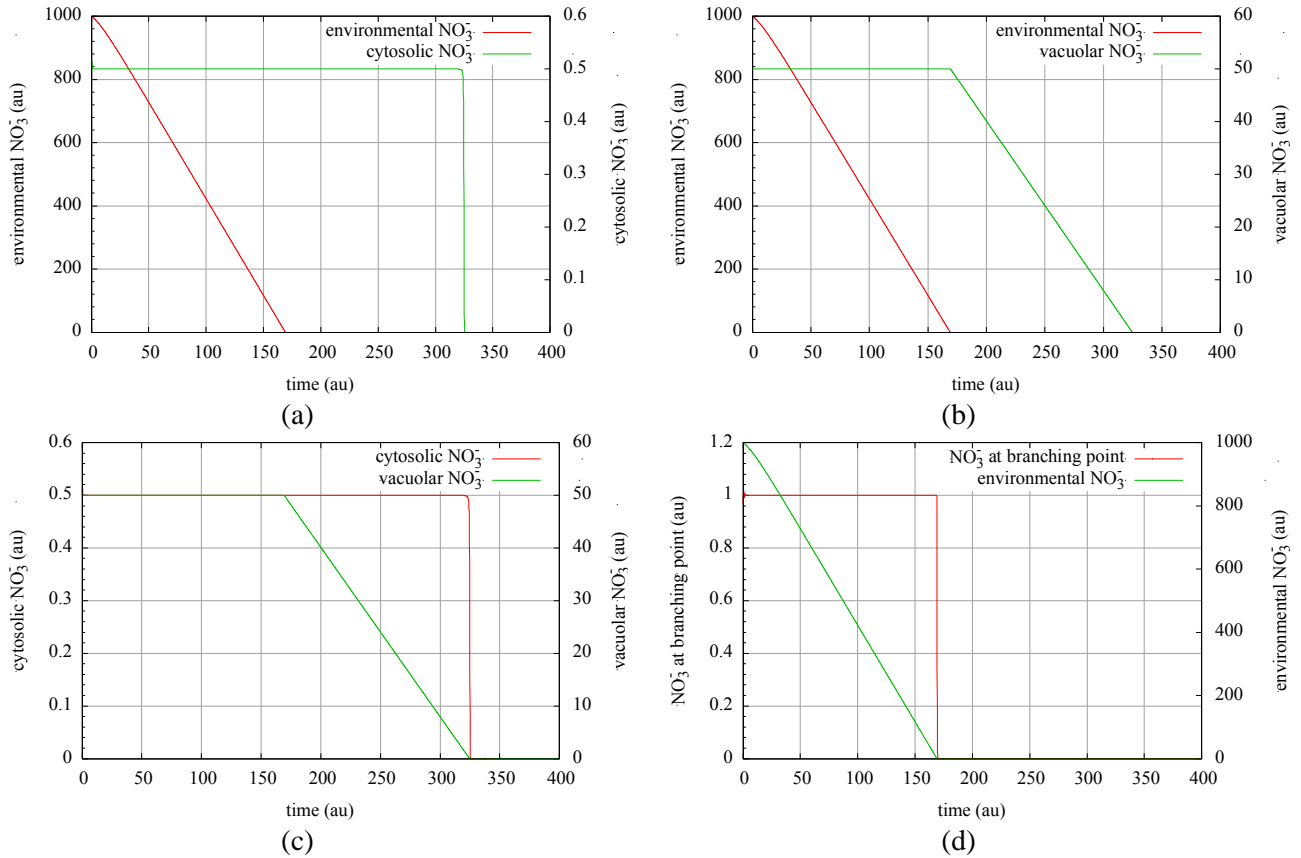 environmental NO₃⁻
cytosolic NO₃⁻
environmental NO₃⁻ (au)
1000
800
600
400
200
0
cytosolic NO₃⁻ (au)
0.6
0.5
0.4
0.3
0.2
0.1
0
0 50 100 150 200 250 300 350 400
time (au)
(a)
environmental NO₃⁻
vacuolar NO₃⁻
environmental NO₃⁻ (au)
1000
800
600
400
200
0
vacuolar NO₃⁻ (au)
60
50
40
30
20
10
0
0 50 100 150 200 250 300 350 400
time (au)
(b)
cytosolic NO₃⁻
vacuolar NO₃⁻
cytosolic NO₃⁻ (au)
0.6
0.5
0.4
0.3
0.2
0.1
0
vacuolar NO₃⁻ (au)
60
50
40
30
20
10
0
0 50 100 150 200 250 300 350 400
time (au)
(c)
NO₃⁻ at branching point
environmental NO₃⁻
NO₃⁻ at branching point (au)
1.2
1
0.8
0.6
0.4
0.2
0
environmental NO₃⁻ (au)
1000
800
600
400
200
0
0 50 100 150 200 250 300 350 400
time (au)
(d)